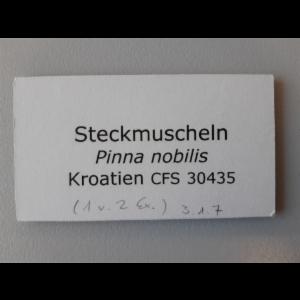 Steckmuscheln
Pinna nobilis
Kroatien CFS 30435
(1 v. 2 Ex.) 3.1.7